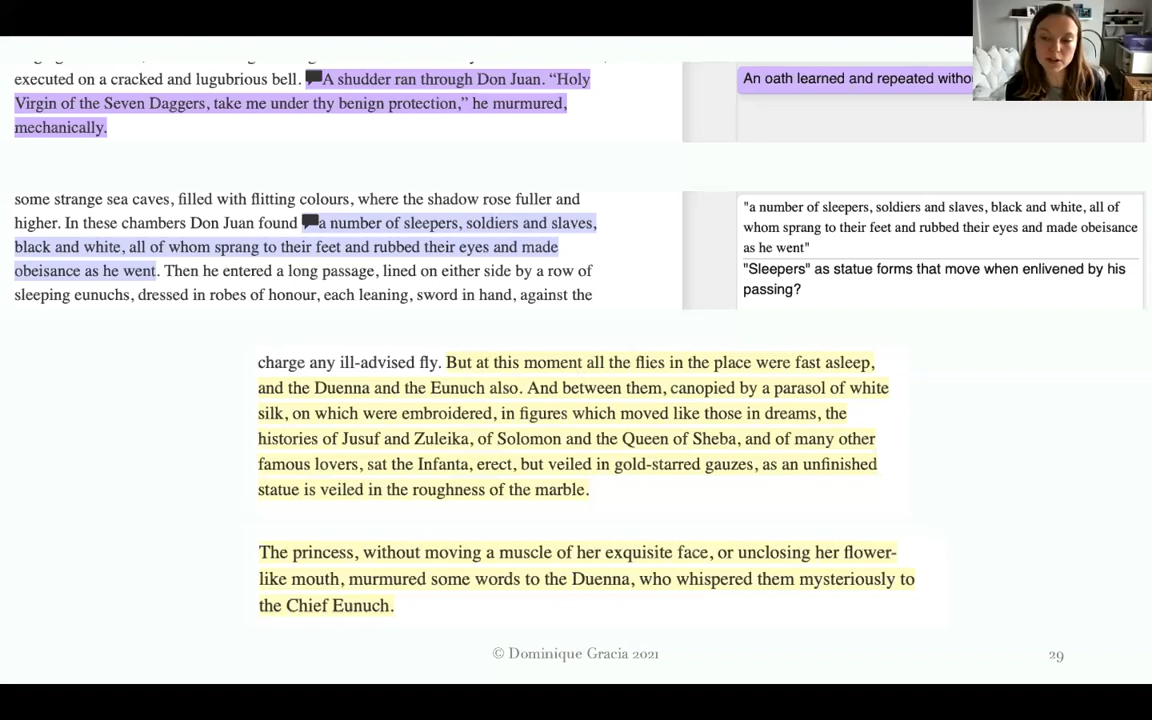 executed on a cracked and lugubrious bell. A shudder ran through Don Juan. “Holy
Virgin of the Seven Daggers, take me under thy benign protection,” he murmured,
mechanically.
An oath learned and repeated
some strange sea caves, filled with flitting colours, where the shadow rose fuller and
higher. In these chambers Don Juan found a number of sleepers, soldiers and slaves,
black and white, all of whom sprang to their feet and rubbed their eyes and made
obeisance as he went. Then he entered a long passage, lined on either side by a row of
sleeping eunuchs, dressed in robes of honour, each leaning, sword in hand, against the
"a number of sleepers, soldiers and slaves, black and white, all of
whom sprang to their feet and rubbed their eyes and made obeisance
as he went"
"Sleepers" as statue forms that move when enlivened by his
passing?
charge any ill-advised fly. But at this moment all the flies in the place were fast asleep,
and the Duenna and the Eunuch also. And between them, canopied by a parasol of white
silk, on which were embroidered, in figures which moved like those in dreams, the
histories of Jusuf and Zuleika, of Solomon and the Queen of Sheba, and of many other
famous lovers, sat the Infanta, erect, but veiled in gold-starred gauzes, as an unfinished
statue is veiled in the roughness of the marble.
The princess, without moving a muscle of her exquisite face, or unclosing her flower-
like mouth, murmured some words to the Duenna, who whispered them mysteriously to
the Chief Eunuch.
© Dominique Gracia 2021
29